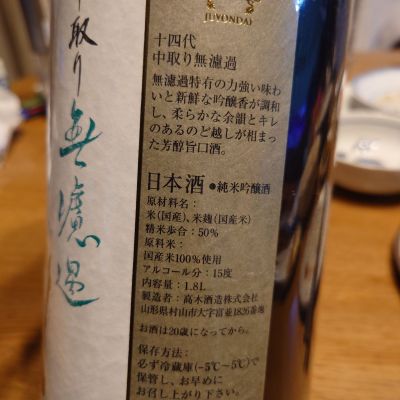 中取り無濾過
JUYONDAI
十四代
中取り無濾過
無濾過特有の力強い味わ
いと新鮮な吟醸香が調和
し、柔らかな余韻とキレ
のあるのど越しが相まっ
た芳醇旨口酒。
日本酒 ●純米吟醸酒
原材料名：
米(国産)、米麹(国産米)
精米歩合：50%
原料米：
国産米100%使用
アルコール分：15度
内容量：1.8L
製造者：高木酒造株式会社
山形県村山市大字富並1826番地
お酒は20歳になってから。
保存方法：
必ず冷蔵庫(-5℃～5℃)で
保管し、お早めに
お召し上がり下さい。